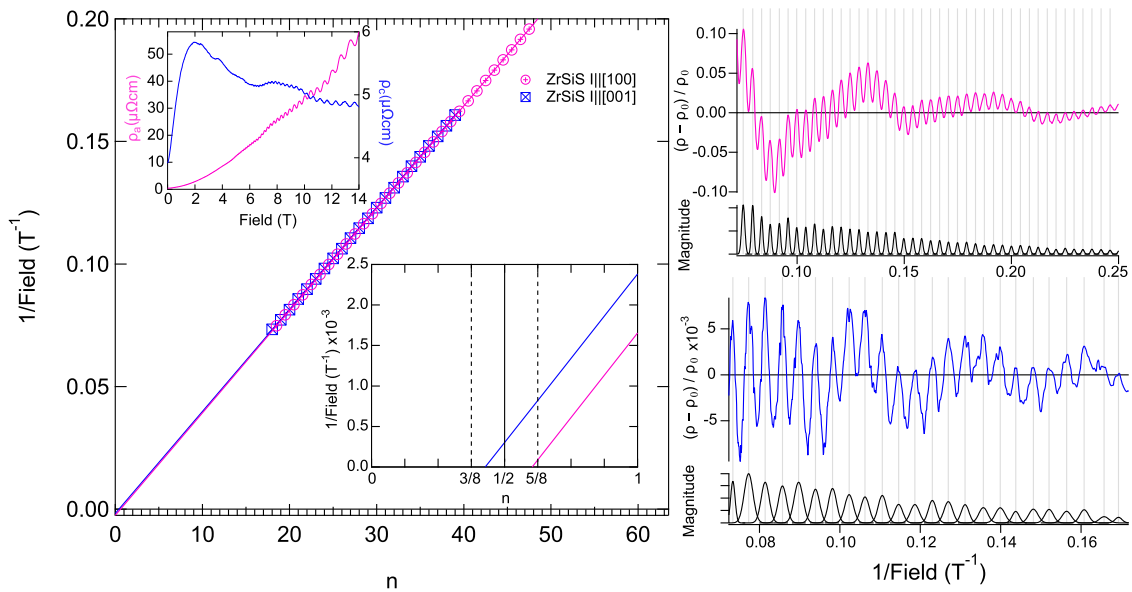 0.20
0.15
0.10
0.05
0.00
1/Field (T-1)
0 10 20 30 40 50 60
n
50
40
30
20
10
0
ρa(μΩcm)
6
5
4
ρc(μΩcm)
0 2 4 6 8 10 12 14
Field (T)
ZrSiS I||[100]
ZrSiS I||[001]
2.5
2.0
1.5
1.0
0.5
0.0
1/Field (T-1) x10-3
0 3/8 1/2 5/8 1
n
0.10
0.05
0.00
-0.05
-0.10
(ρ − ρ0) / ρ0
Magnitude
0.10 0.15 0.20 0.25
5
0
-5
(ρ − ρ0) / ρ0 x10-3
Magnitude
0.08 0.10 0.12 0.14 0.16
1/Field (T-1)